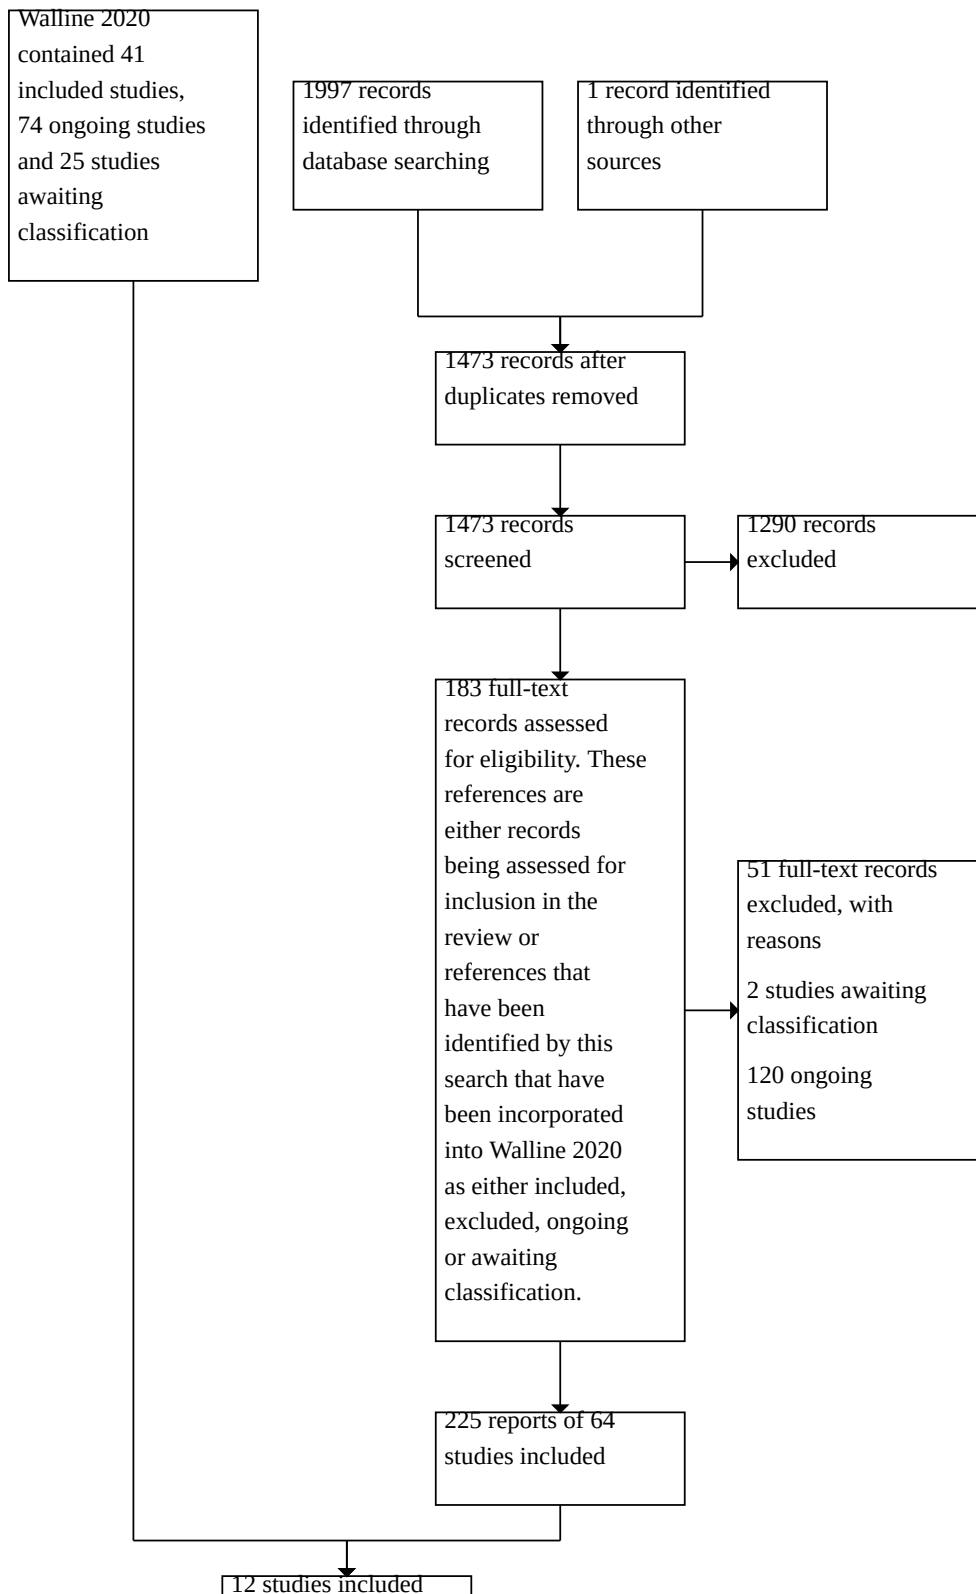 Walline 2020
contained 41
included studies,
74 ongoing studies
and 25 studies
awaiting
classification
1997 records
identified through
database searching
1 record identified
through other
sources
1473 records after
duplicates removed
1473 records
screened
1290 records
excluded
183 full-text
records assessed
for eligibility. These
references are
either records
being assessed for
inclusion in the
review or
references that
have been
identified by this
search that have
been incorporated
into Walline 2020
as either included,
excluded, ongoing
or awaiting
classification.
51 full-text records
excluded, with
reasons
2 studies awaiting
classification
120 ongoing
studies
225 reports of 64
studies included
12 studies included